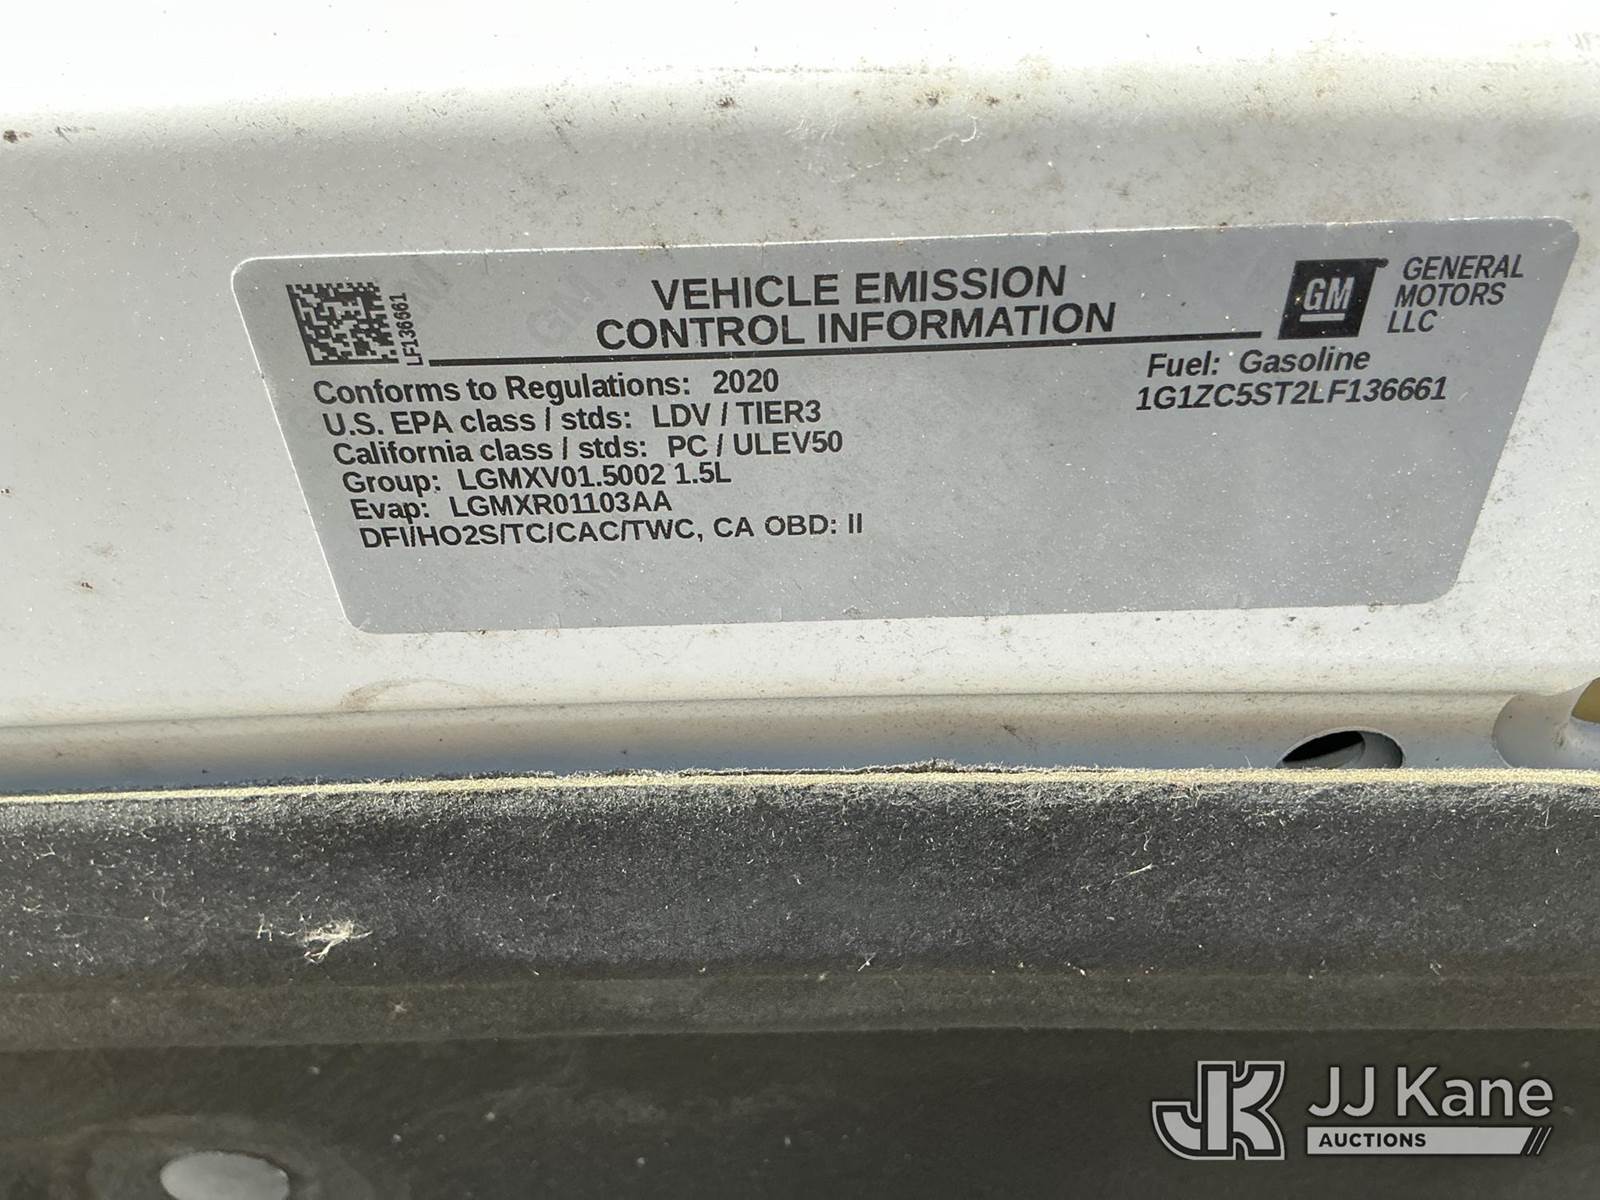 VEHICLE EMISSION
CONTROL INFORMATION
GM
GENERAL
MOTORS
LLC
LF136661
Conforms to Regulations: 2020
U.S. EPA class / stds: LDV / TIER3
California class / stds: PC / ULEV50
Group: LGMXV01.5002 1.5L
Evap: LGMXR01103AA
DFI/HO2S/TC/CAC/TWC, CA OBD: II
Fuel: Gasoline
1G1ZC5ST2LF136661
JK JJ Kane
AUCTIONS